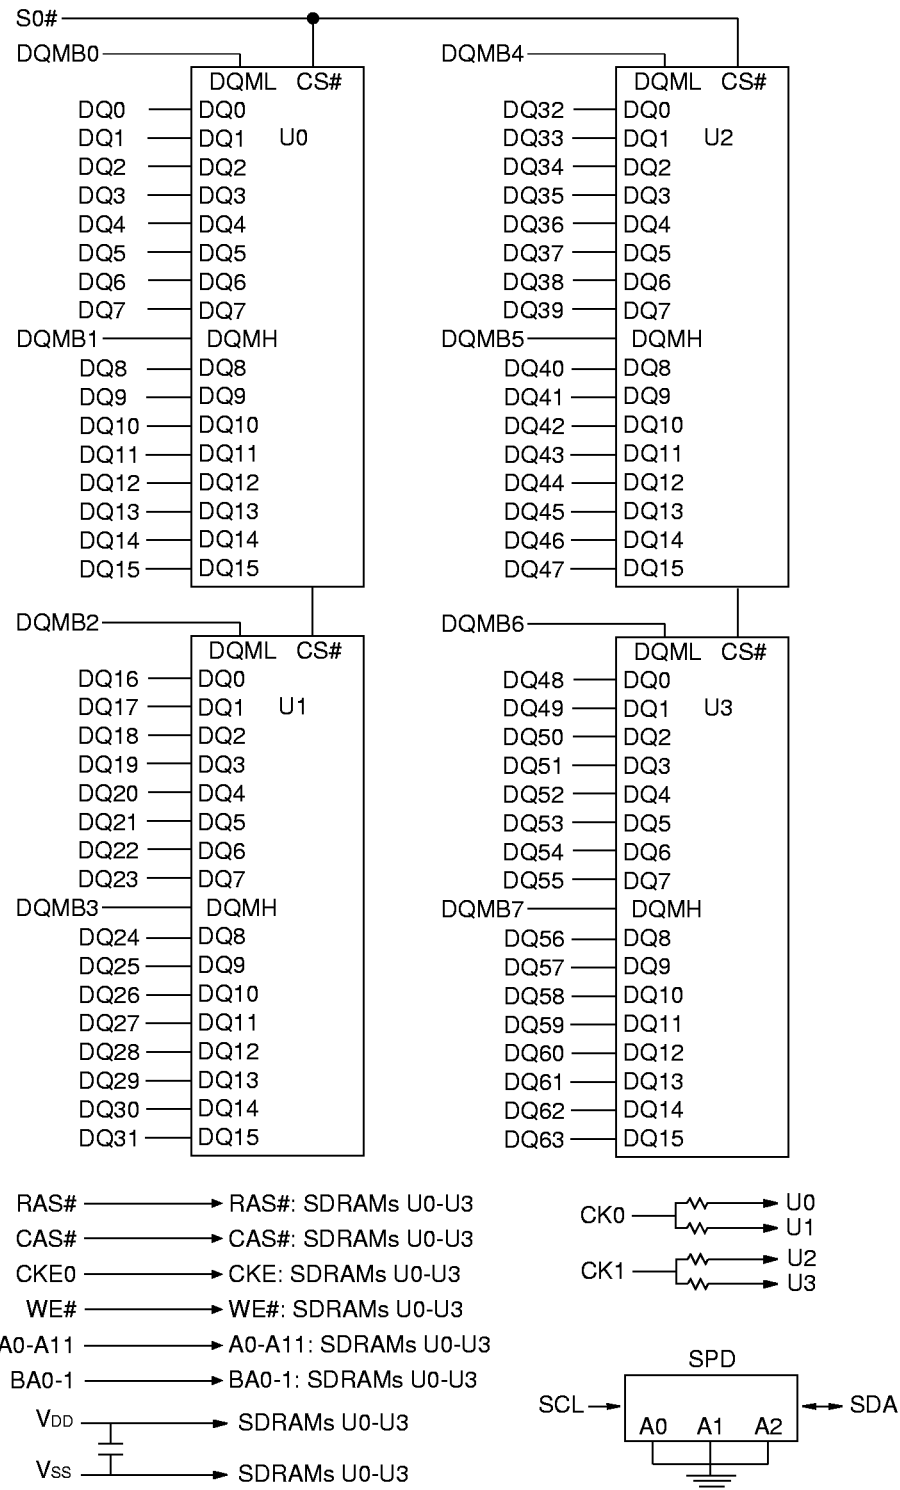 S0#
DQMB0
DQML CS#
DQ0 DQ0
DQ1 DQ1 U0
DQ2 DQ2
DQ3 DQ3
DQ4 DQ4
DQ5 DQ5
DQ6 DQ6
DQ7 DQ7
DQMB1 DQMH
DQ8 DQ8
DQ9 DQ9
DQ10 DQ10
DQ11 DQ11
DQ12 DQ12
DQ13 DQ13
DQ14 DQ14
DQ15 DQ15
DQMB4
DQML CS#
DQ32 DQ0
DQ33 DQ1 U2
DQ34 DQ2
DQ35 DQ3
DQ36 DQ4
DQ37 DQ5
DQ38 DQ6
DQ39 DQ7
DQMB5 DQMH
DQ40 DQ8
DQ41 DQ9
DQ42 DQ10
DQ43 DQ11
DQ44 DQ12
DQ45 DQ13
DQ46 DQ14
DQ47 DQ15
DQMB2
DQML CS#
DQ16 DQ0
DQ17 DQ1 U1
DQ18 DQ2
DQ19 DQ3
DQ20 DQ4
DQ21 DQ5
DQ22 DQ6
DQ23 DQ7
DQMB3 DQMH
DQ24 DQ8
DQ25 DQ9
DQ26 DQ10
DQ27 DQ11
DQ28 DQ12
DQ29 DQ13
DQ30 DQ14
DQ31 DQ15
DQMB6
DQML CS#
DQ48 DQ0
DQ49 DQ1 U3
DQ50 DQ2
DQ51 DQ3
DQ52 DQ4
DQ53 DQ5
DQ54 DQ6
DQ55 DQ7
DQMB7 DQMH
DQ56 DQ8
DQ57 DQ9
DQ58 DQ10
DQ59 DQ11
DQ60 DQ12
DQ61 DQ13
DQ62 DQ14
DQ63 DQ15
RAS# RAS#: SDRAMs U0-U3
CAS# CAS#: SDRAMs U0-U3
CKE0 CKE: SDRAMs U0-U3
WE# WE#: SDRAMs U0-U3
A0-A11 A0-A11: SDRAMs U0-U3
BA0-1 BA0-1: SDRAMs U0-U3
VDD SDRAMs U0-U3
VSS SDRAMs U0-U3
CK0 U0
U1
CK1 U2
U3
SPD
SCL SDA
A0 A1 A2